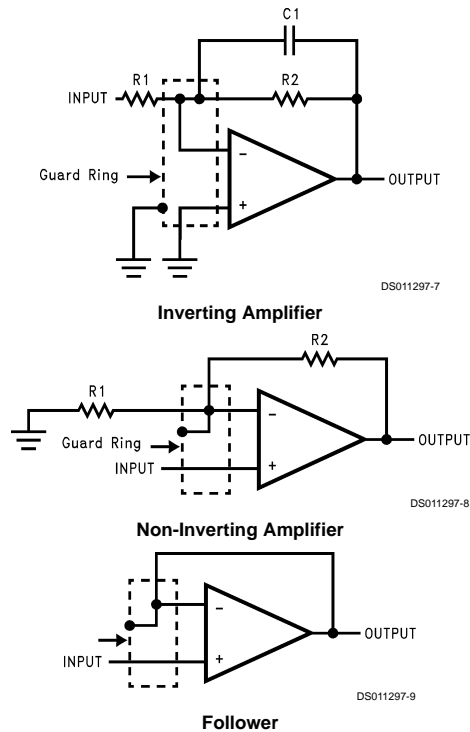 C1
R1
R2
INPUT
−
Guard Ring
OUTPUT
+
DS011297-7
Inverting Amplifier
R2
R1
−
Guard Ring
OUTPUT
INPUT
+
DS011297-8
Non-Inverting Amplifier
−
OUTPUT
INPUT
+
DS011297-9
Follower